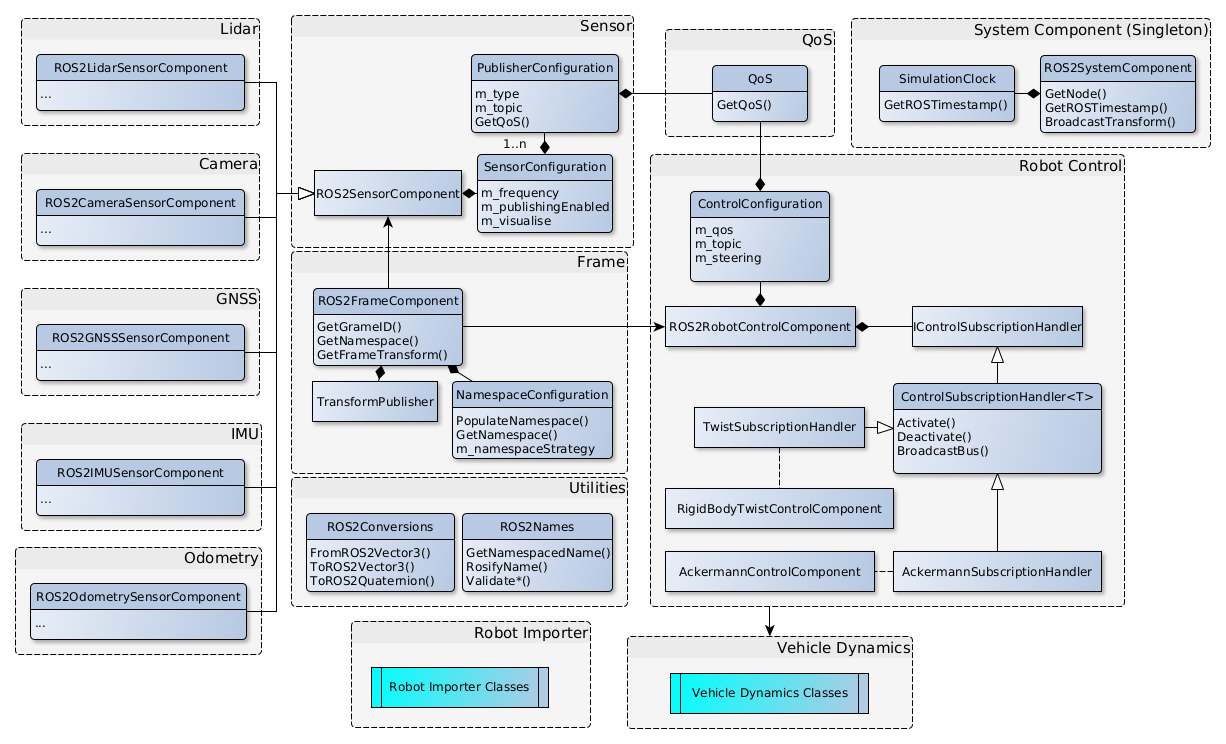 Lidar
ROS2LidarSensorComponent
...
Camera
ROS2CameraSensorComponent
...
GNSS
ROS2GNSSSensorComponent
...
IMU
ROS2IMUSensorComponent
...
Odometry
ROS2OdometrySensorComponent
...
Sensor
PublisherConfiguration
m_type
m_topic
GetQoS()
1..n
SensorConfiguration
m_frequency
m_publishingEnabled
m_visualise
ROS2SensorComponent
Frame
ROS2FrameComponent
GetGrameID()
GetNamespace()
GetFrameTransform()
TransformPublisher
NamespaceConfiguration
PopulateNamespace()
GetNamespace()
m_namespaceStrategy
Utilities
ROS2Conversions
FromROS2Vector3()
ToROS2Vector3()
ToROS2Quaternion()
ROS2Names
GetNamespacedName()
RosifyName()
Validate*()
Robot Importer
Robot Importer Classes
QoS
QoS
GetQoS()
System Component (Singleton)
SimulationClock
GetROSTimestamp()
ROS2SystemComponent
GetNode()
GetROSTimestamp()
BroadcastTransform()
Robot Control
ControlConfiguration
m_qos
m_topic
m_steering
ROS2RobotControlComponent
IControlSubscriptionHandler
ControlSubscriptionHandler<T>
Activate()
Deactivate()
BroadcastBus()
TwistSubscriptionHandler
RigidBodyTwistControlComponent
AckermannControlComponent
AckermannSubscriptionHandler
Vehicle Dynamics
Vehicle Dynamics Classes